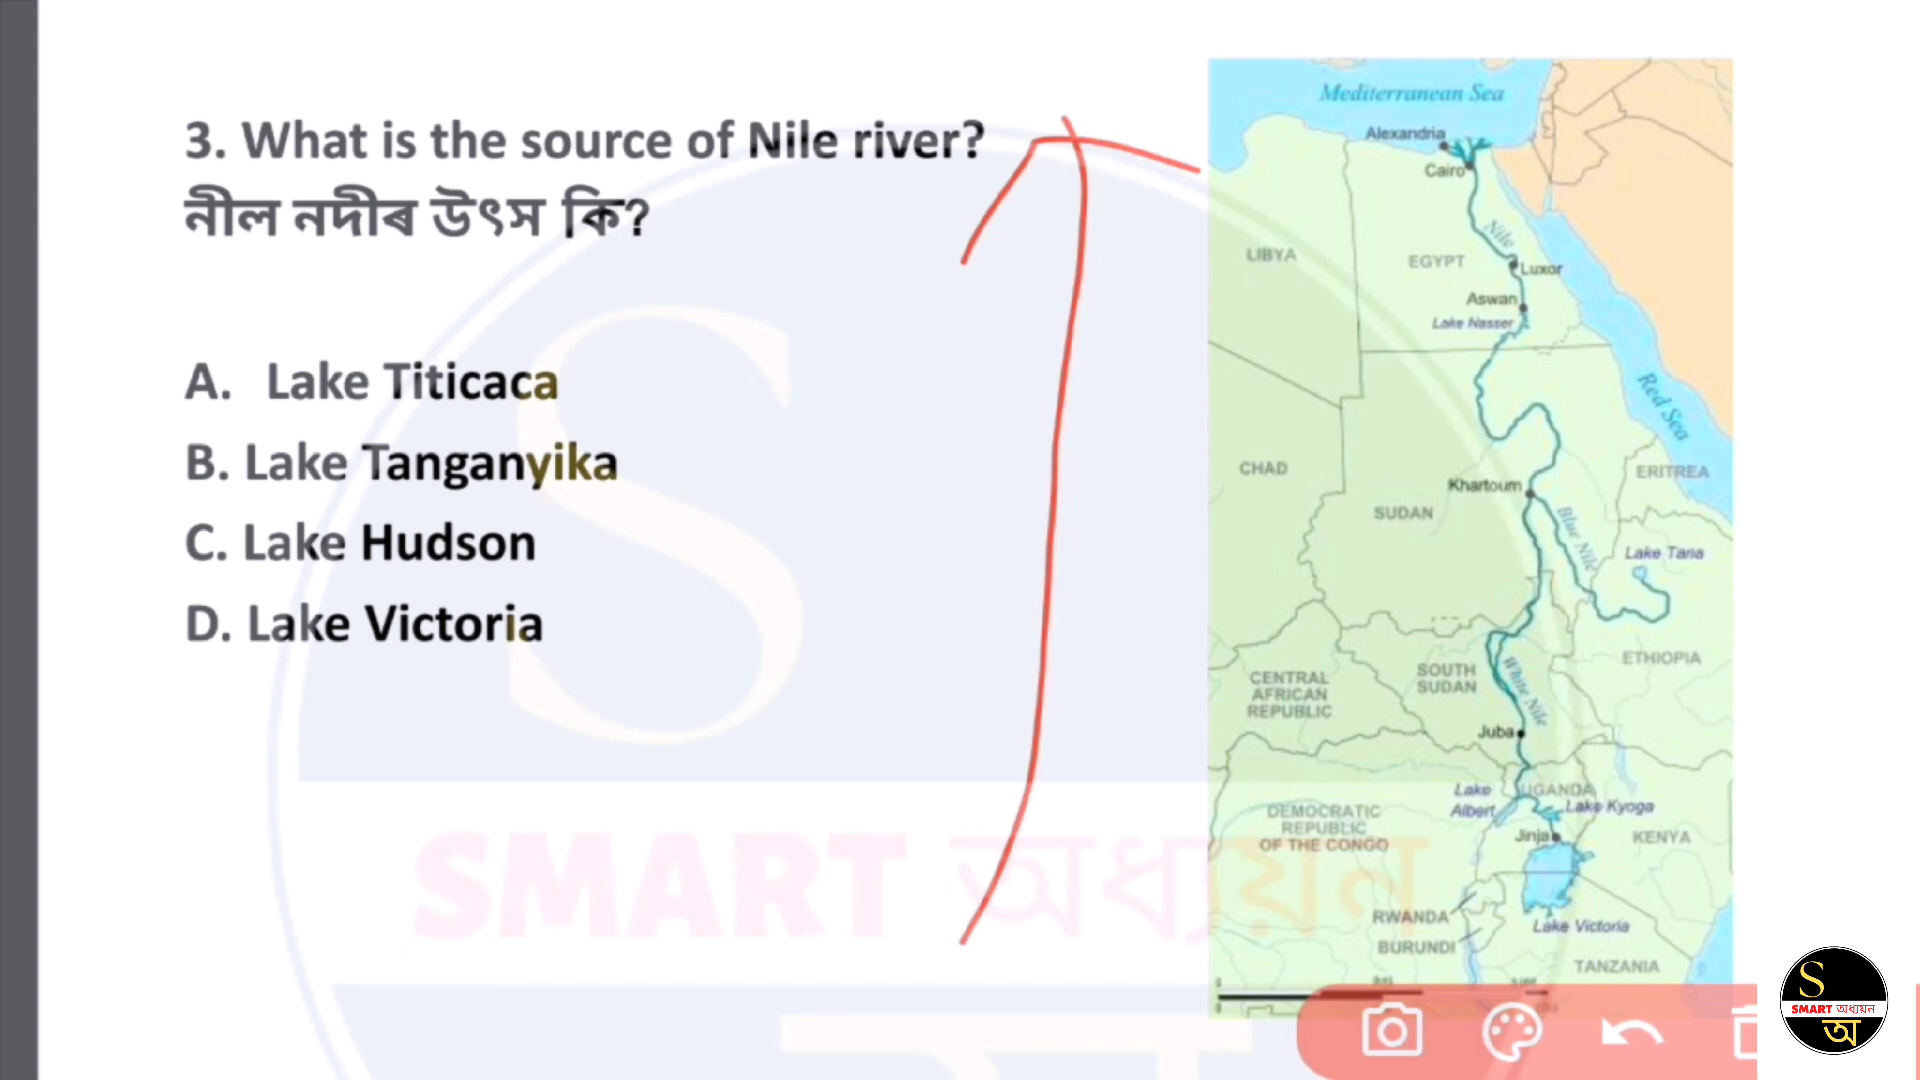 3. What is the source of Nile river?
নীল নদীৰ উৎস কি?
A. Lake Titicaca
B. Lake Tanganyika
C. Lake Hudson
D. Lake Victoria
Mediterranean Sea
Alexandria
Cairo
Nile
LIBYA
EGYPT
Luxor
Aswan
Lake Nasser
Red Sea
CHAD
ERITREA
Khartoum
SUDAN
Blue Nile
Lake Tana
ETHIOPIA
SOUTH
SUDAN
White Nile
CENTRAL
AFRICAN
REPUBLIC
Juba
Lake
Albert
UGANDA
Lake Kyoga
DEMOCRATIC
REPUBLIC
OF THE CONGO
Jinja
KENYA
RWANDA
BURUNDI
Lake Victoria
TANZANIA
S
SMART অধ্যয়ন
S
SMART অধ্যয়ন
অ